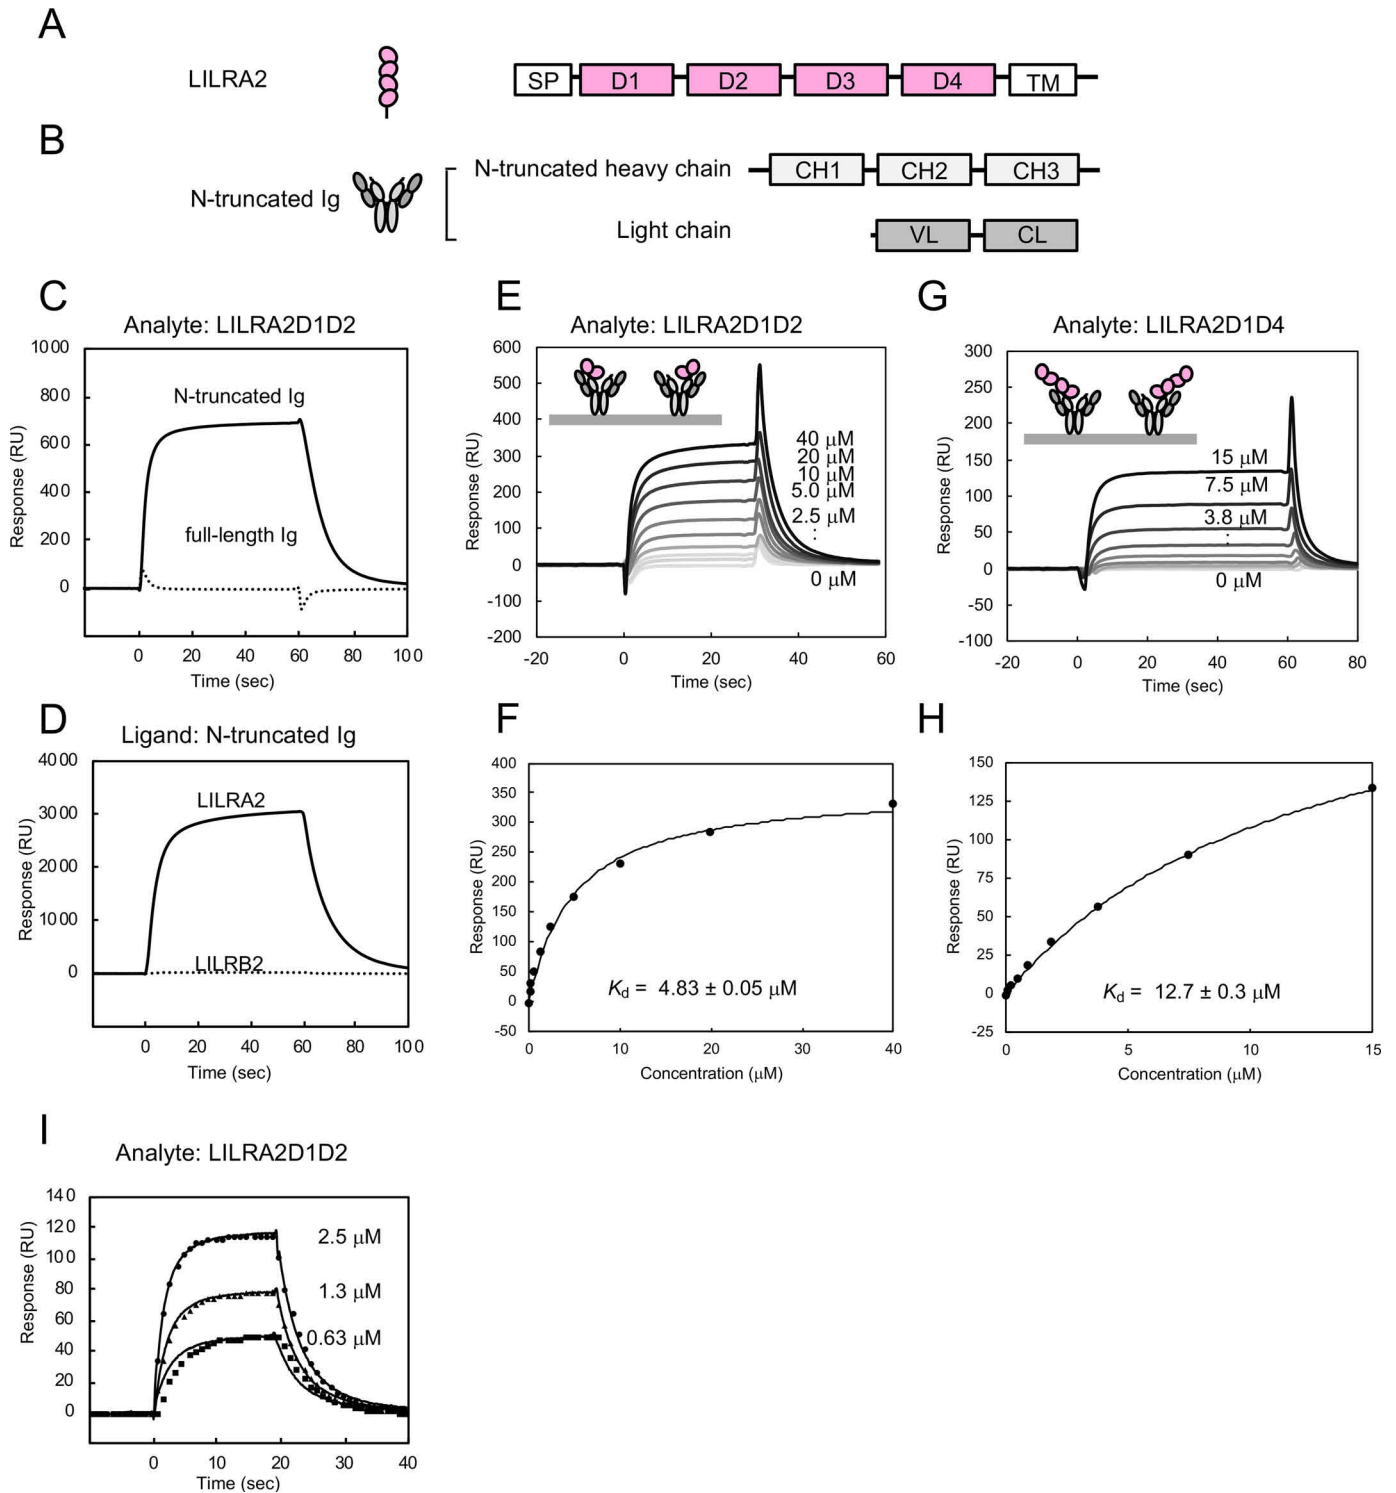 A
LILRA2
SP
D1
D2
D3
D4
TM
B
N-truncated Ig
N-truncated heavy chain
CH1
CH2
CH3
Light chain
VL
CL
C
Analyte: LILRA2D1D2
1000
800
600
400
200
0
Response (RU)
N-truncated Ig
full-length Ig
0
20
40
60
80
100
Time (sec)
E
Analyte: LILRA2D1D2
600
500
400
300
200
100
0
-100
-200
Response (RU)
40 μM
20 μM
10 μM
5.0 μM
2.5 μM
:
0 μM
-20
0
20
40
60
Time (sec)
G
Analyte: LILRA2D1D4
300
250
200
150
100
50
0
-50
-100
Response (RU)
15 μM
7.5 μM
3.8 μM
:
0 μM
-20
0
20
40
60
80
Time (sec)
D
Ligand: N-truncated Ig
4000
3000
2000
1000
0
Response (RU)
LILRA2
LILRB2
0
20
40
60
80
100
Time (sec)
F
400
350
300
250
200
150
100
50
0
-50
Response (RU)
Kd = 4.83 ± 0.05 μM
0
10
20
30
40
Concentration (μM)
H
150
125
100
75
50
25
0
-25
Response (RU)
Kd = 12.7 ± 0.3 μM
0
5
10
15
Concentration (μM)
I
Analyte: LILRA2D1D2
140
120
100
80
60
40
20
0
Response (RU)
2.5 μM
1.3 μM
0.63 μM
0
10
20
30
40
Time (sec)